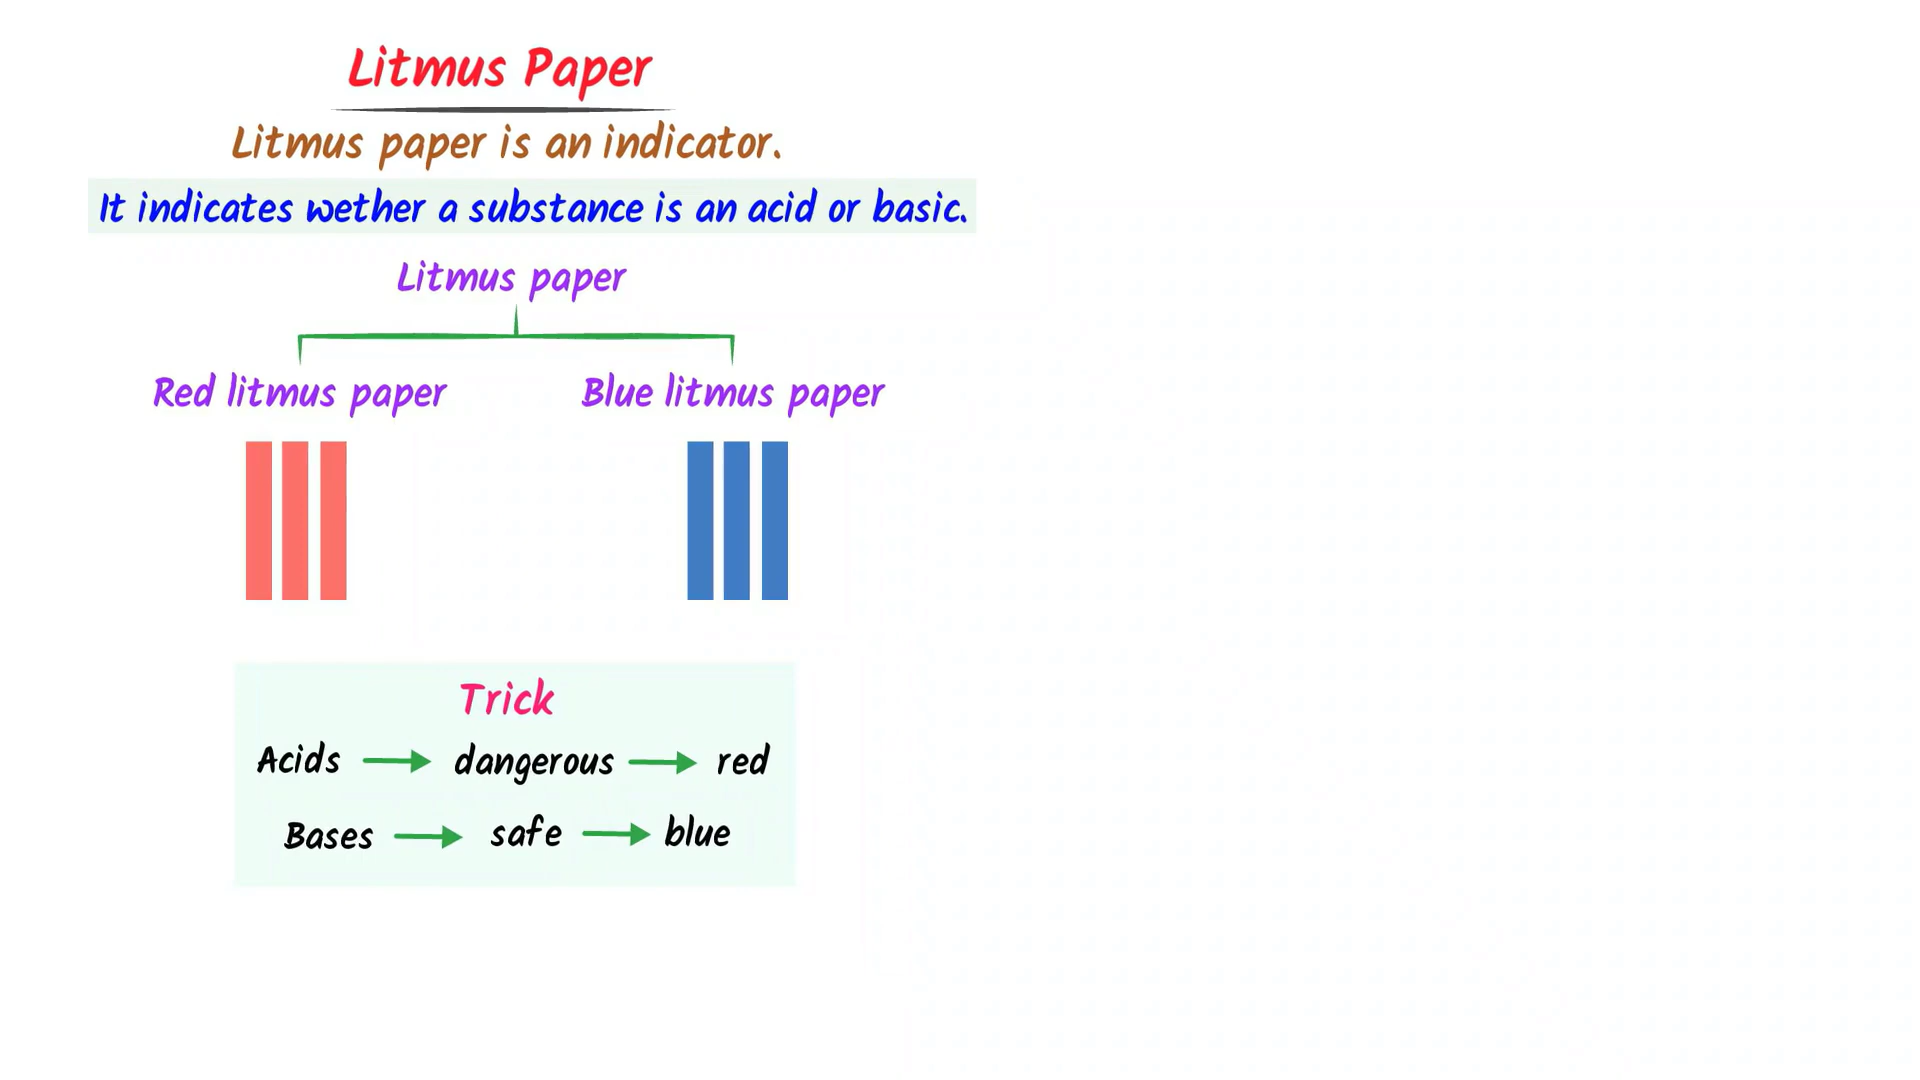 Litmus Paper
Litmus paper is an indicator.
It indicates wether a substance is an acid or basic.
Litmus paper
Red litmus paper
Blue litmus paper
Trick
Acids → dangerous → red
Bases → safe → blue